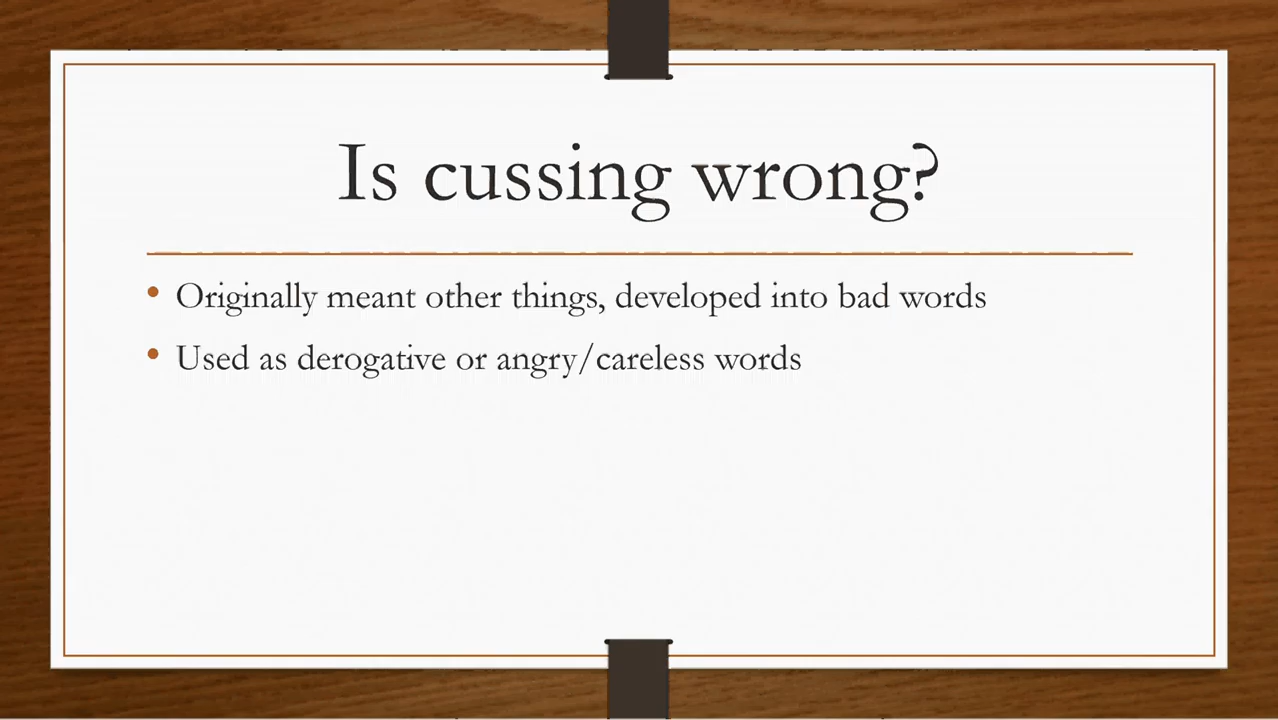 Is cussing wrong?
• Originally meant other things, developed into bad words
• Used as derogative or angry/careless words